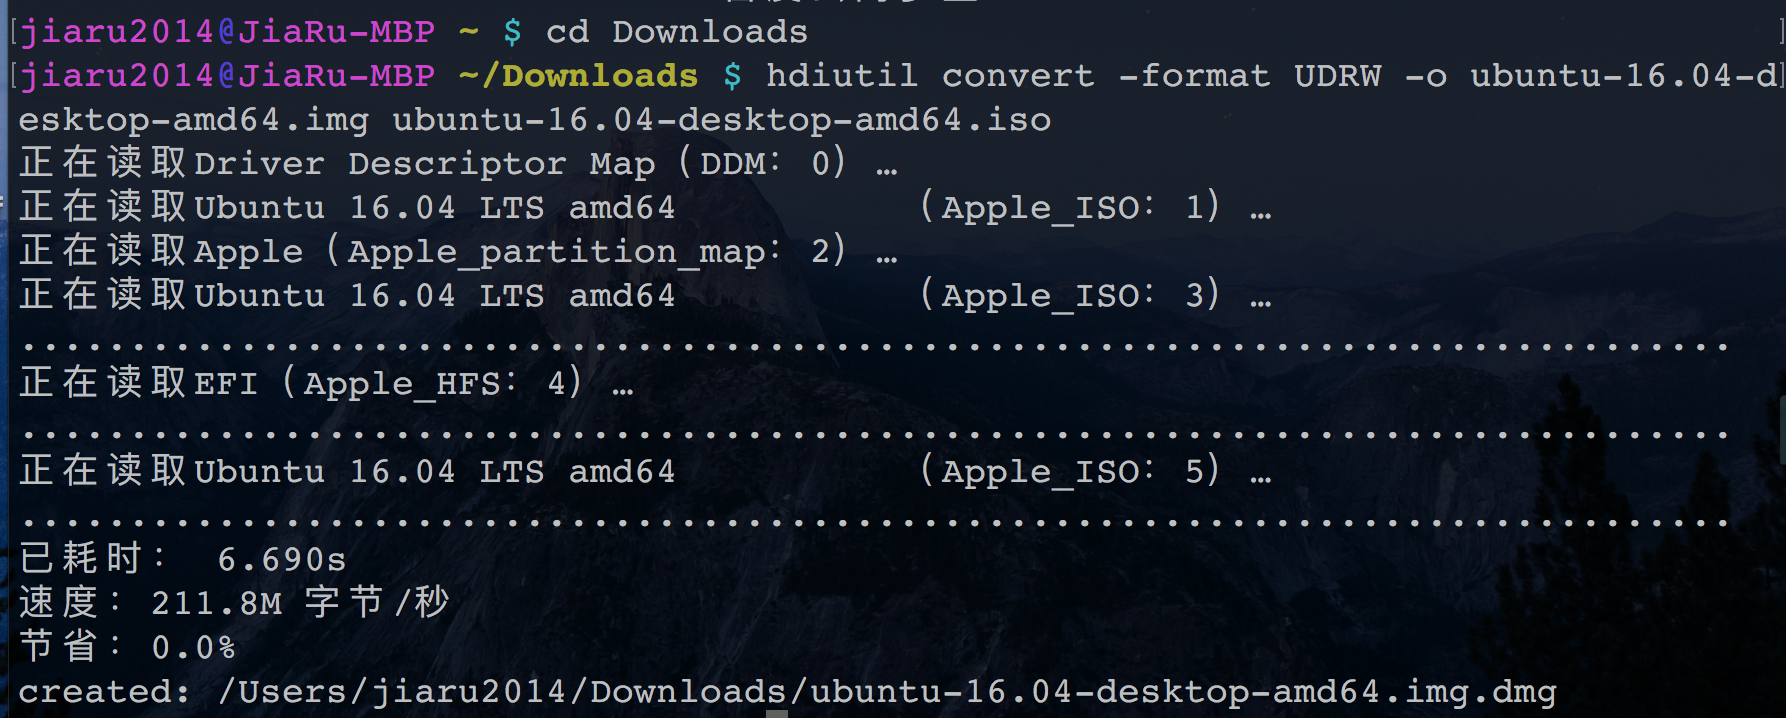 jiaru2014@JiaRu-MBP ~ $ cd Downloads
jiaru2014@JiaRu-MBP ~/Downloads $ hdiutil convert -format UDRW -o ubuntu-16.04-d
esktop-amd64.img ubuntu-16.04-desktop-amd64.iso
正在读取Driver Descriptor Map（DDM：0）…
正在读取Ubuntu 16.04 LTS amd64           （Apple_ISO：1）…
正在读取Apple（Apple_partition_map：2）…
正在读取Ubuntu 16.04 LTS amd64           （Apple_ISO：3）…
..............................................................................
正在读取EFI（Apple_HFS：4）…
..............................................................................
正在读取Ubuntu 16.04 LTS amd64           （Apple_ISO：5）…
..............................................................................
已耗时：  6.690s
速度：211.8M 字节/秒
节省：0.0%
created: /Users/jiaru2014/Downloads/ubuntu-16.04-desktop-amd64.img.dmg